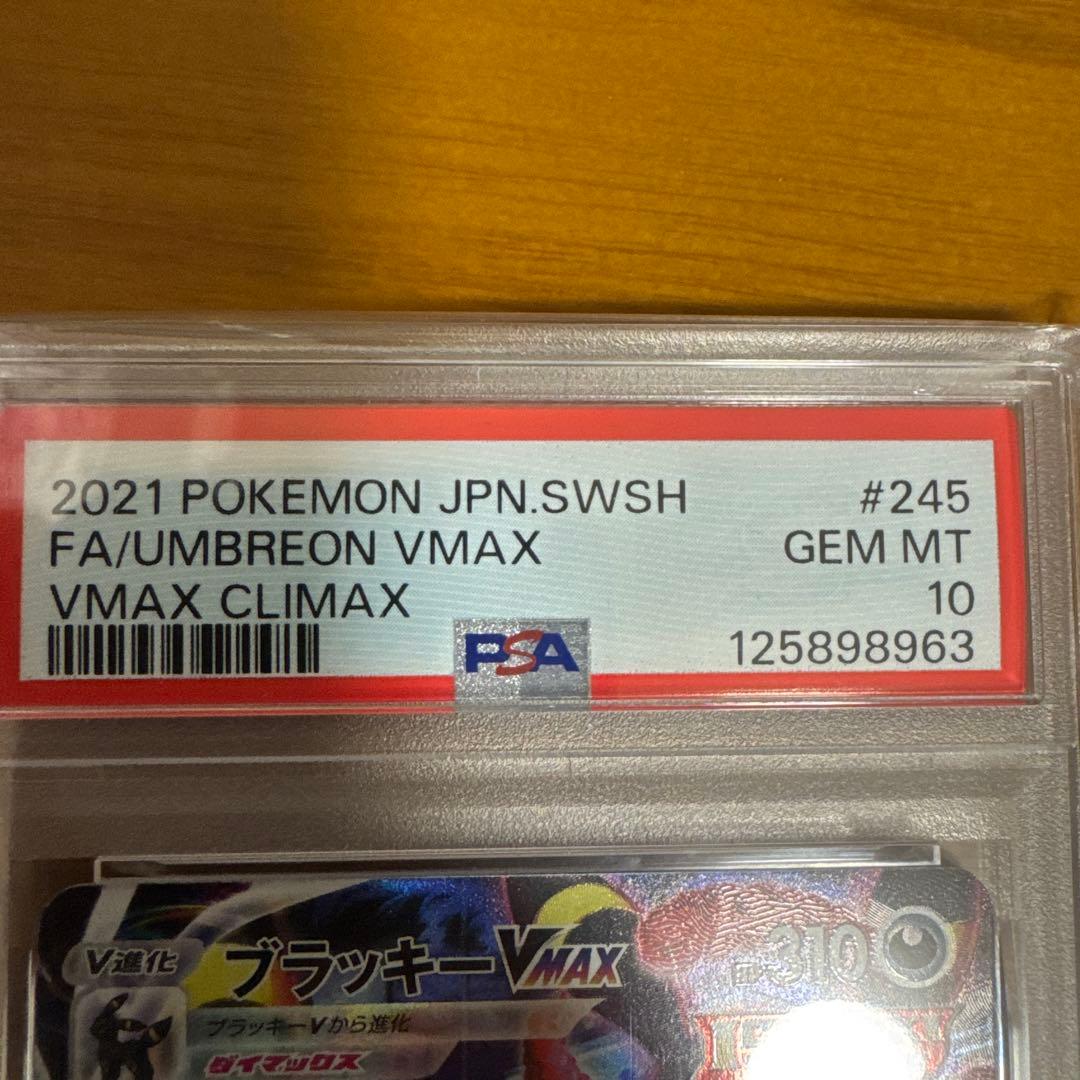 2021 POKEMON JPN.SWSH #245
FA/UMBREON VMAX GEM MT
VMAX CLIMAX 10
PSA 125898963
V進化 ブラッキーVMAX 310
ブラッキーVから進化
ダイマックス